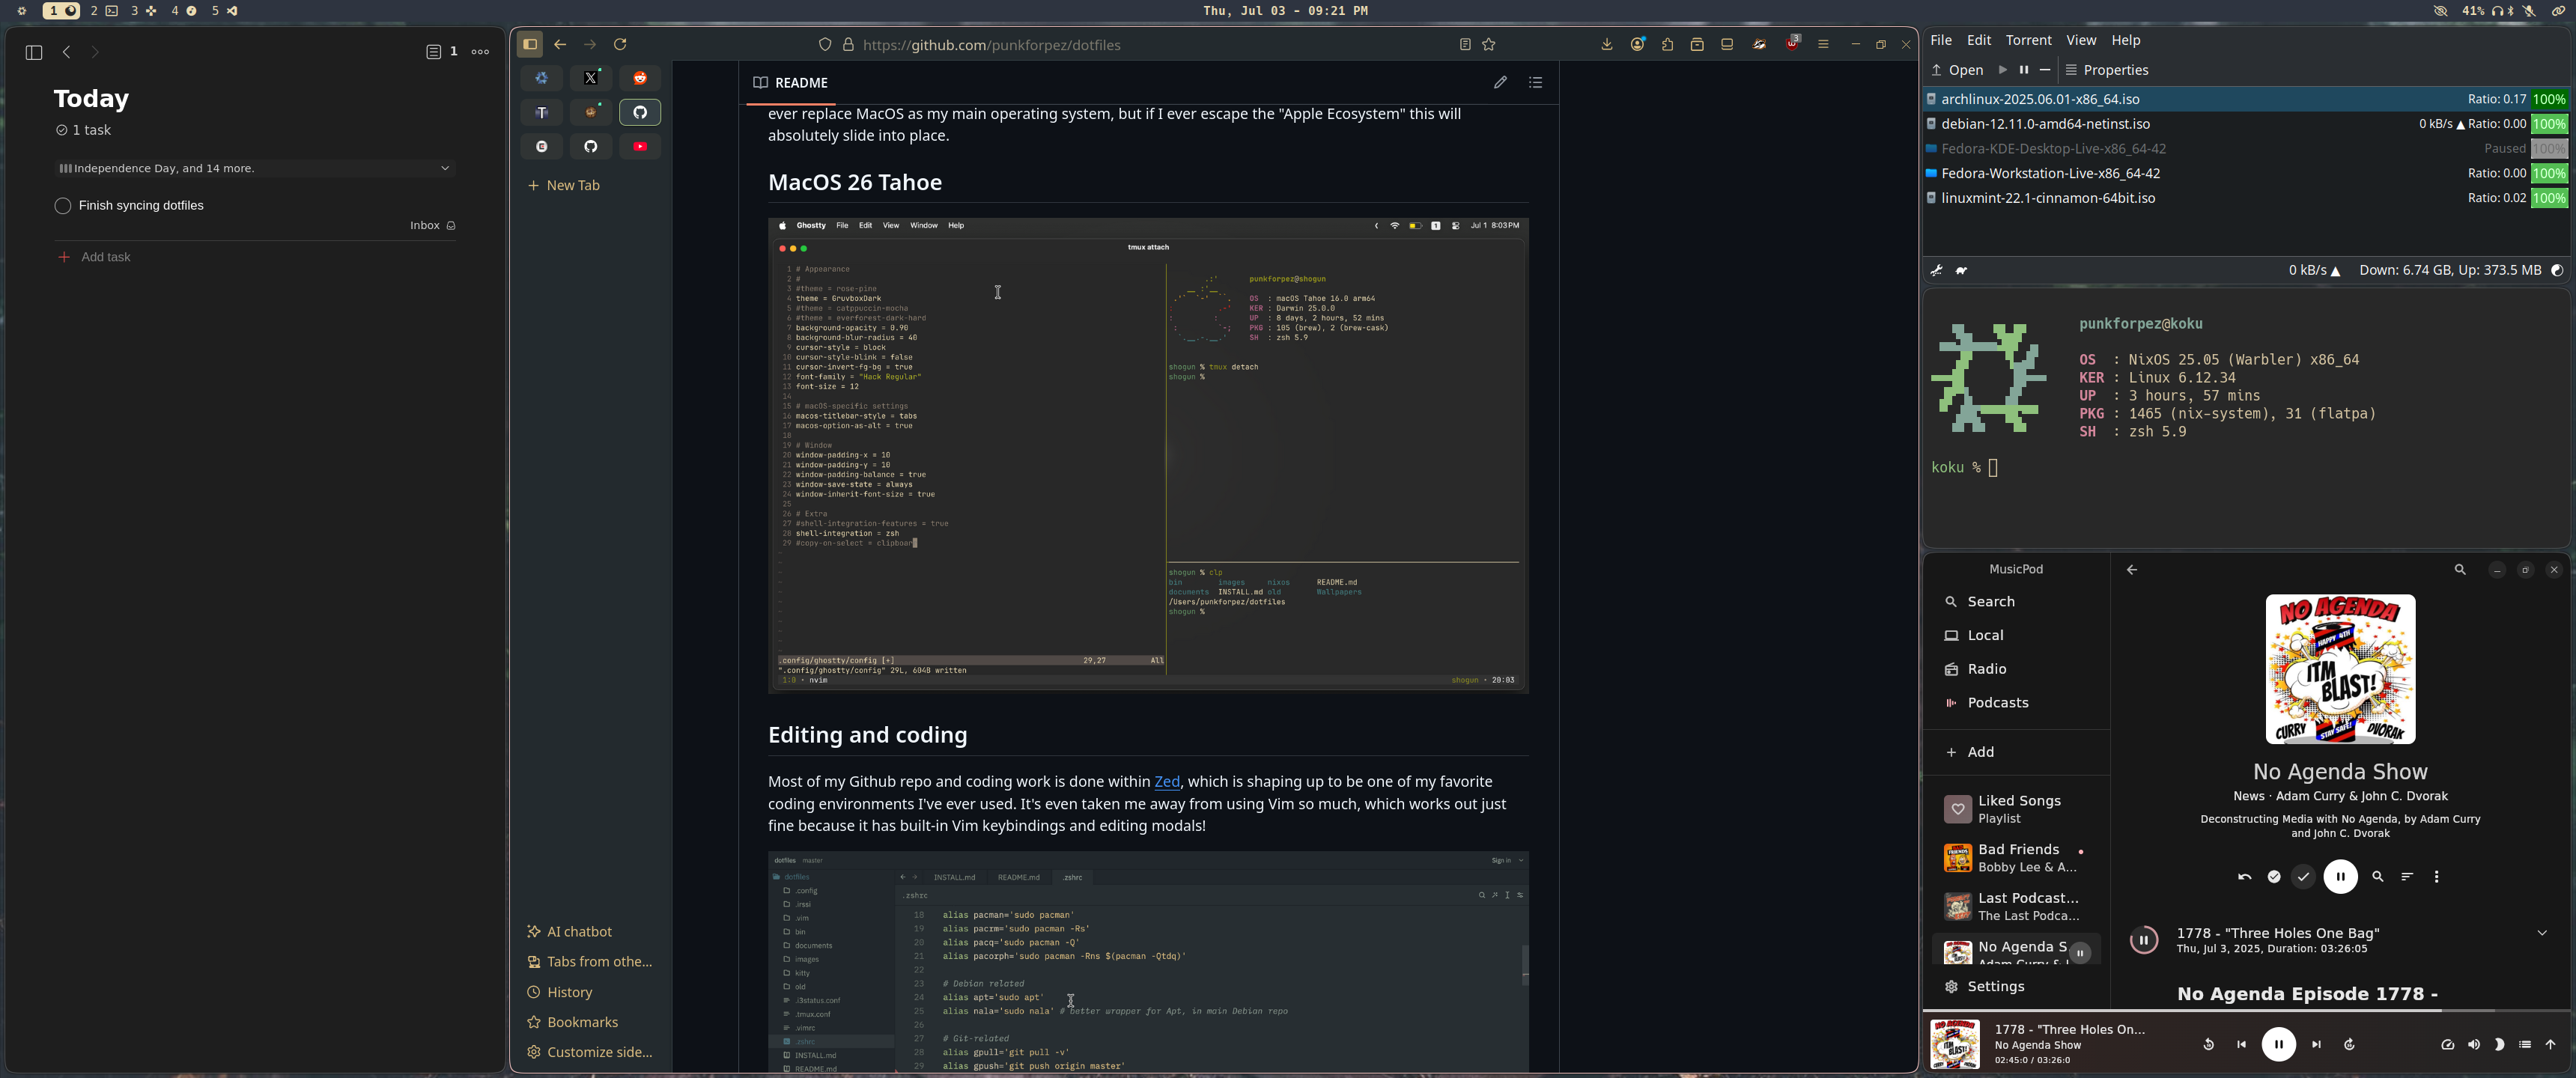 1 2 3 4 5
Thu, Jul 03 - 09:21 PM
41%
1
Today
1 task
Independence Day, and 14 more.
Finish syncing dotfiles
Inbox
Add task
https://github.com/punkforpez/dotfiles
3
New Tab
AI chatbot
Tabs from othe...
History
Bookmarks
Customize side...
README
ever replace MacOS as my main operating system, but if I ever escape the "Apple Ecosystem" this will
absolutely slide into place.
MacOS 26 Tahoe
Ghostty File Edit View Window Help
1 Jul 1 8:03PM
tmux attach
1 # Appearance
2 #
3 #theme = rose-pine
4 theme = GruvboxDark
5 #theme = catppuccin-mocha
6 #theme = everforest-dark-hard
7 background-opacity = 0.90
8 background-blur-radius = 40
9 cursor-style = block
10 cursor-style-blink = false
11 cursor-invert-fg-bg = true
12 font-family = "Hack Regular"
13 font-size = 12
14
15 # macOS-specific settings
16 macos-titlebar-style = tabs
17 macos-option-as-alt = true
18
19 # Window
20 window-padding-x = 10
21 window-padding-y = 10
22 window-padding-balance = true
23 window-save-state = always
24 window-inherit-font-size = true
25
26 # Extra
27 #shell-integration-features = true
28 shell-integration = zsh
29 #copy-on-select = clipboar
.config/ghostty/config [+] 29,27 All
".config/ghostty/config" 29L, 604B written
1:0 · nvim shogun · 20:03
punkforpez@shogun
OS : macOS Tahoe 16.0 arm64
KER : Darwin 25.0.0
UP : 8 days, 2 hours, 52 mins
PKG : 105 (brew), 2 (brew-cask)
SH : zsh 5.9
shogun % tmux detach
shogun %
shogun % clp
bin images nixos README.md
documents INSTALL.md old Wallpapers
/Users/punkforpez/dotfiles
shogun %
Editing and coding
Most of my Github repo and coding work is done within Zed, which is shaping up to be one of my favorite
coding environments I've ever used. It's even taken me away from using Vim so much, which works out just
fine because it has built-in Vim keybindings and editing modals!
dotfiles master Sign in
dotfiles
.config
.irssi
.vim
bin
documents
images
kitty
old
.i3status.conf
.tmux.conf
.vimrc
.zshrc
INSTALL.md
README.md
INSTALL.md README.md .zshrc
.zshrc
18 alias pacman='sudo pacman'
19 alias pacrm='sudo pacman -Rs'
20 alias pacq='sudo pacman -Q'
21 alias pacorph='sudo pacman -Rns $(pacman -Qtdq)'
22
23 # Debian related
24 alias apt='sudo apt'
25 alias nala='sudo nala' # better wrapper for Apt, in main Debian repo
26
27 # Git-related
28 alias gpull='git pull -v'
29 alias gpush='git push origin master'
File Edit Torrent View Help
Open Properties
archlinux-2025.06.01-x86_64.iso Ratio: 0.17 100%
debian-12.11.0-amd64-netinst.iso 0 kB/s ▲ Ratio: 0.00 100%
Fedora-KDE-Desktop-Live-x86_64-42 Paused 100%
Fedora-Workstation-Live-x86_64-42 Ratio: 0.00 100%
linuxmint-22.1-cinnamon-64bit.iso Ratio: 0.02 100%
0 kB/s ▲ Down: 6.74 GB, Up: 373.5 MB
punkforpez@koku
OS : NixOS 25.05 (Warbler) x86_64
KER : Linux 6.12.34
UP : 3 hours, 57 mins
PKG : 1465 (nix-system), 31 (flatpa)
SH : zsh 5.9
koku %
MusicPod
Search
Local
Radio
Podcasts
Add
Liked Songs
Playlist
Bad Friends
Bobby Lee & A...
Last Podcast...
The Last Podca...
No Agenda S...
Adam Curry & J
Settings
NO AGENDA
HAPPY 4TH
ITM
BLAST!
STAY SAFE!
CURRY DVORAK
No Agenda Show
News · Adam Curry & John C. Dvorak
Deconstructing Media with No Agenda, by Adam Curry
and John C. Dvorak
1778 - "Three Holes One Bag"
Thu, Jul 3, 2025, Duration: 03:26:05
No Agenda Episode 1778 -
1778 - "Three Holes On...
No Agenda Show
02:45:0 / 03:26:0